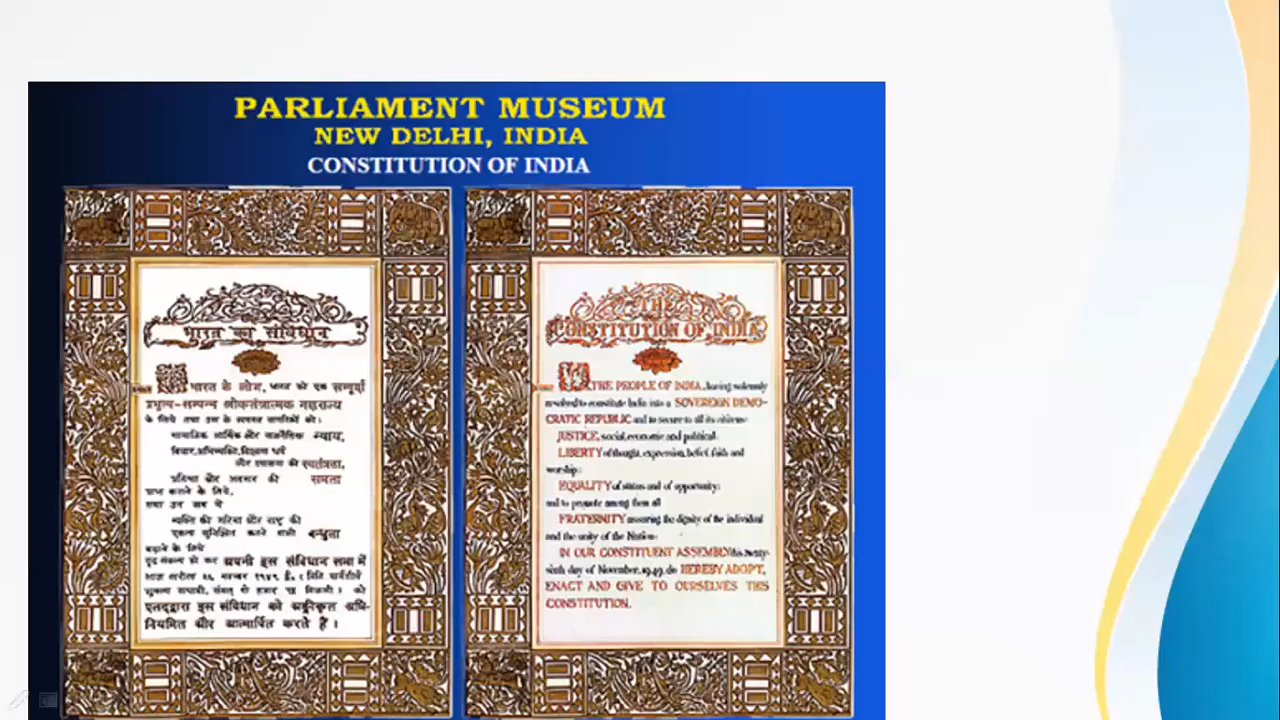 PARLIAMENT MUSEUM
NEW DELHI, INDIA
CONSTITUTION OF INDIA
भारत का संविधान
भारत के लोग, भारत को एक सम्पूर्ण
प्रभुत्व-सम्पन्न लोकतंत्रात्मक गणराज्य
के लिये तथा उस के समस्त नागरिकों को:
सामाजिक आर्थिक और राजनैतिक न्याय,
और उपासना की स्वतंत्रता,
प्रतिष्ठा और अवसर की समता
प्राप्त कराने के लिये,
तथा उन सब में
व्यक्ति की गरिमा और राष्ट्र की
एकता सुनिश्चित करने वाली बन्धुता
बढ़ाने के लिये
दृढ़ संकल्प हो कर अपनी इस संविधान सभा में
एतद्द्वारा इस संविधान को अंगीकृत अधि-
नियमित और आत्मार्पित करते हैं।
THE
CONSTITUTION OF INDIA
WE, THE PEOPLE OF INDIA, having solemnly
resolved to constitute India into a SOVEREIGN DEMO-
CRATIC REPUBLIC and to secure to all its citizens:
JUSTICE, social, economic and political;
LIBERTY of thought, expression, belief, faith and
worship;
EQUALITY of status and of opportunity;
and to promote among them all
FRATERNITY assuring the dignity of the individual
and the unity of the Nation;
IN OUR CONSTITUENT ASSEMBLY this twenty-
sixth day of November, 1949, do HEREBY ADOPT,
ENACT AND GIVE TO OURSELVES THIS
CONSTITUTION.